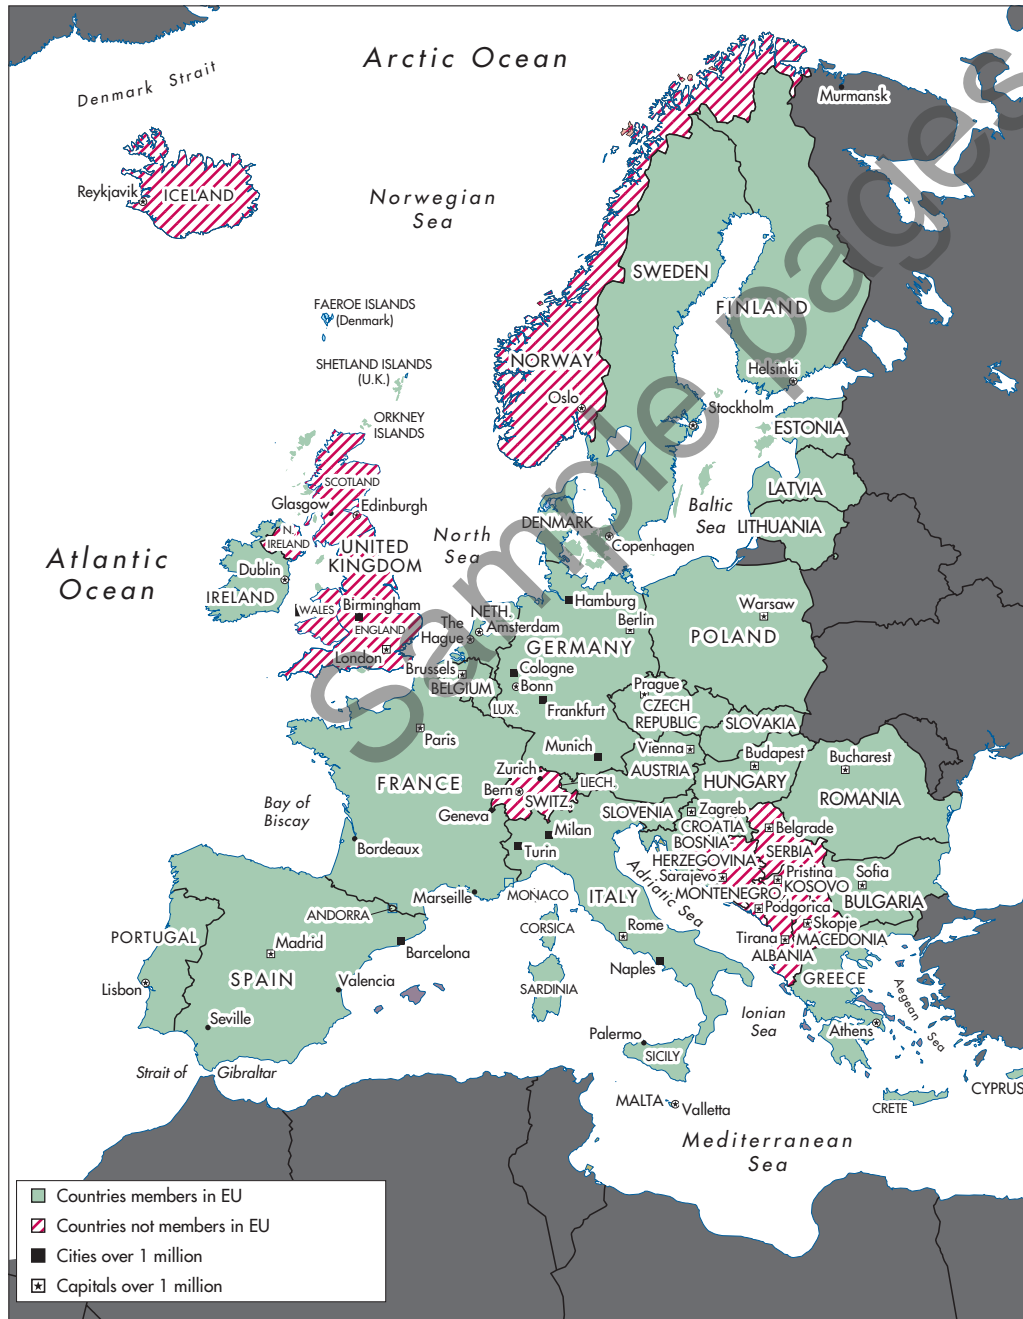 Arctic Ocean
Denmark Strait
Murmansk
Reykjavik
ICELAND
Norwegian
Sea
SWEDEN
FINLAND
FAEROE ISLANDS
(Denmark)
SHETLAND ISLANDS
(U.K.)
NORWAY
Helsinki
Oslo
Stockholm
ORKNEY
ISLANDS
ESTONIA
SCOTLAND
LATVIA
Glasgow
Edinburgh
Baltic
Sea
DENMARK
LITHUANIA
North
Sea
N.
IRELAND
UNITED
KINGDOM
Copenhagen
Atlantic
Ocean
Dublin
IRELAND
WALES
Birmingham
ENGLAND
London
NETH.
The
Hague
Amsterdam
Hamburg
Berlin
Warsaw
POLAND
GERMANY
Brussels
BELGIUM
Cologne
Bonn
LUX.
Frankfurt
Prague
CZECH
REPUBLIC
SLOVAKIA
Paris
Munich
Vienna
Budapest
Bucharest
AUSTRIA
HUNGARY
ROMANIA
FRANCE
Zurich
Bern
SWITZ.
LIECH.
Geneva
SLOVENIA
Zagreb
CROATIA
Belgrade
Bay of
Biscay
Milan
Turin
BOSNIA
HERZEGOVINA
SERBIA
Bordeaux
Sarajevo
Pristina
KOSOVO
Sofia
BULGARIA
MONTENEGRO
Podgorica
Marseille
MONACO
ITALY
Adriatic Sea
Skopje
MACEDONIA
ANDORRA
CORSICA
Rome
Tirana
ALBANIA
PORTUGAL
Madrid
Barcelona
Naples
GREECE
SPAIN
Valencia
SARDINIA
Lisbon
Seville
Ionian
Sea
Aegean Sea
Athens
Palermo
SICILY
Strait of Gibraltar
MALTA
Valletta
CRETE
CYPRUS
Mediterranean
Sea
Countries members in EU
Countries not members in EU
Cities over 1 million
Capitals over 1 million
Sample pages